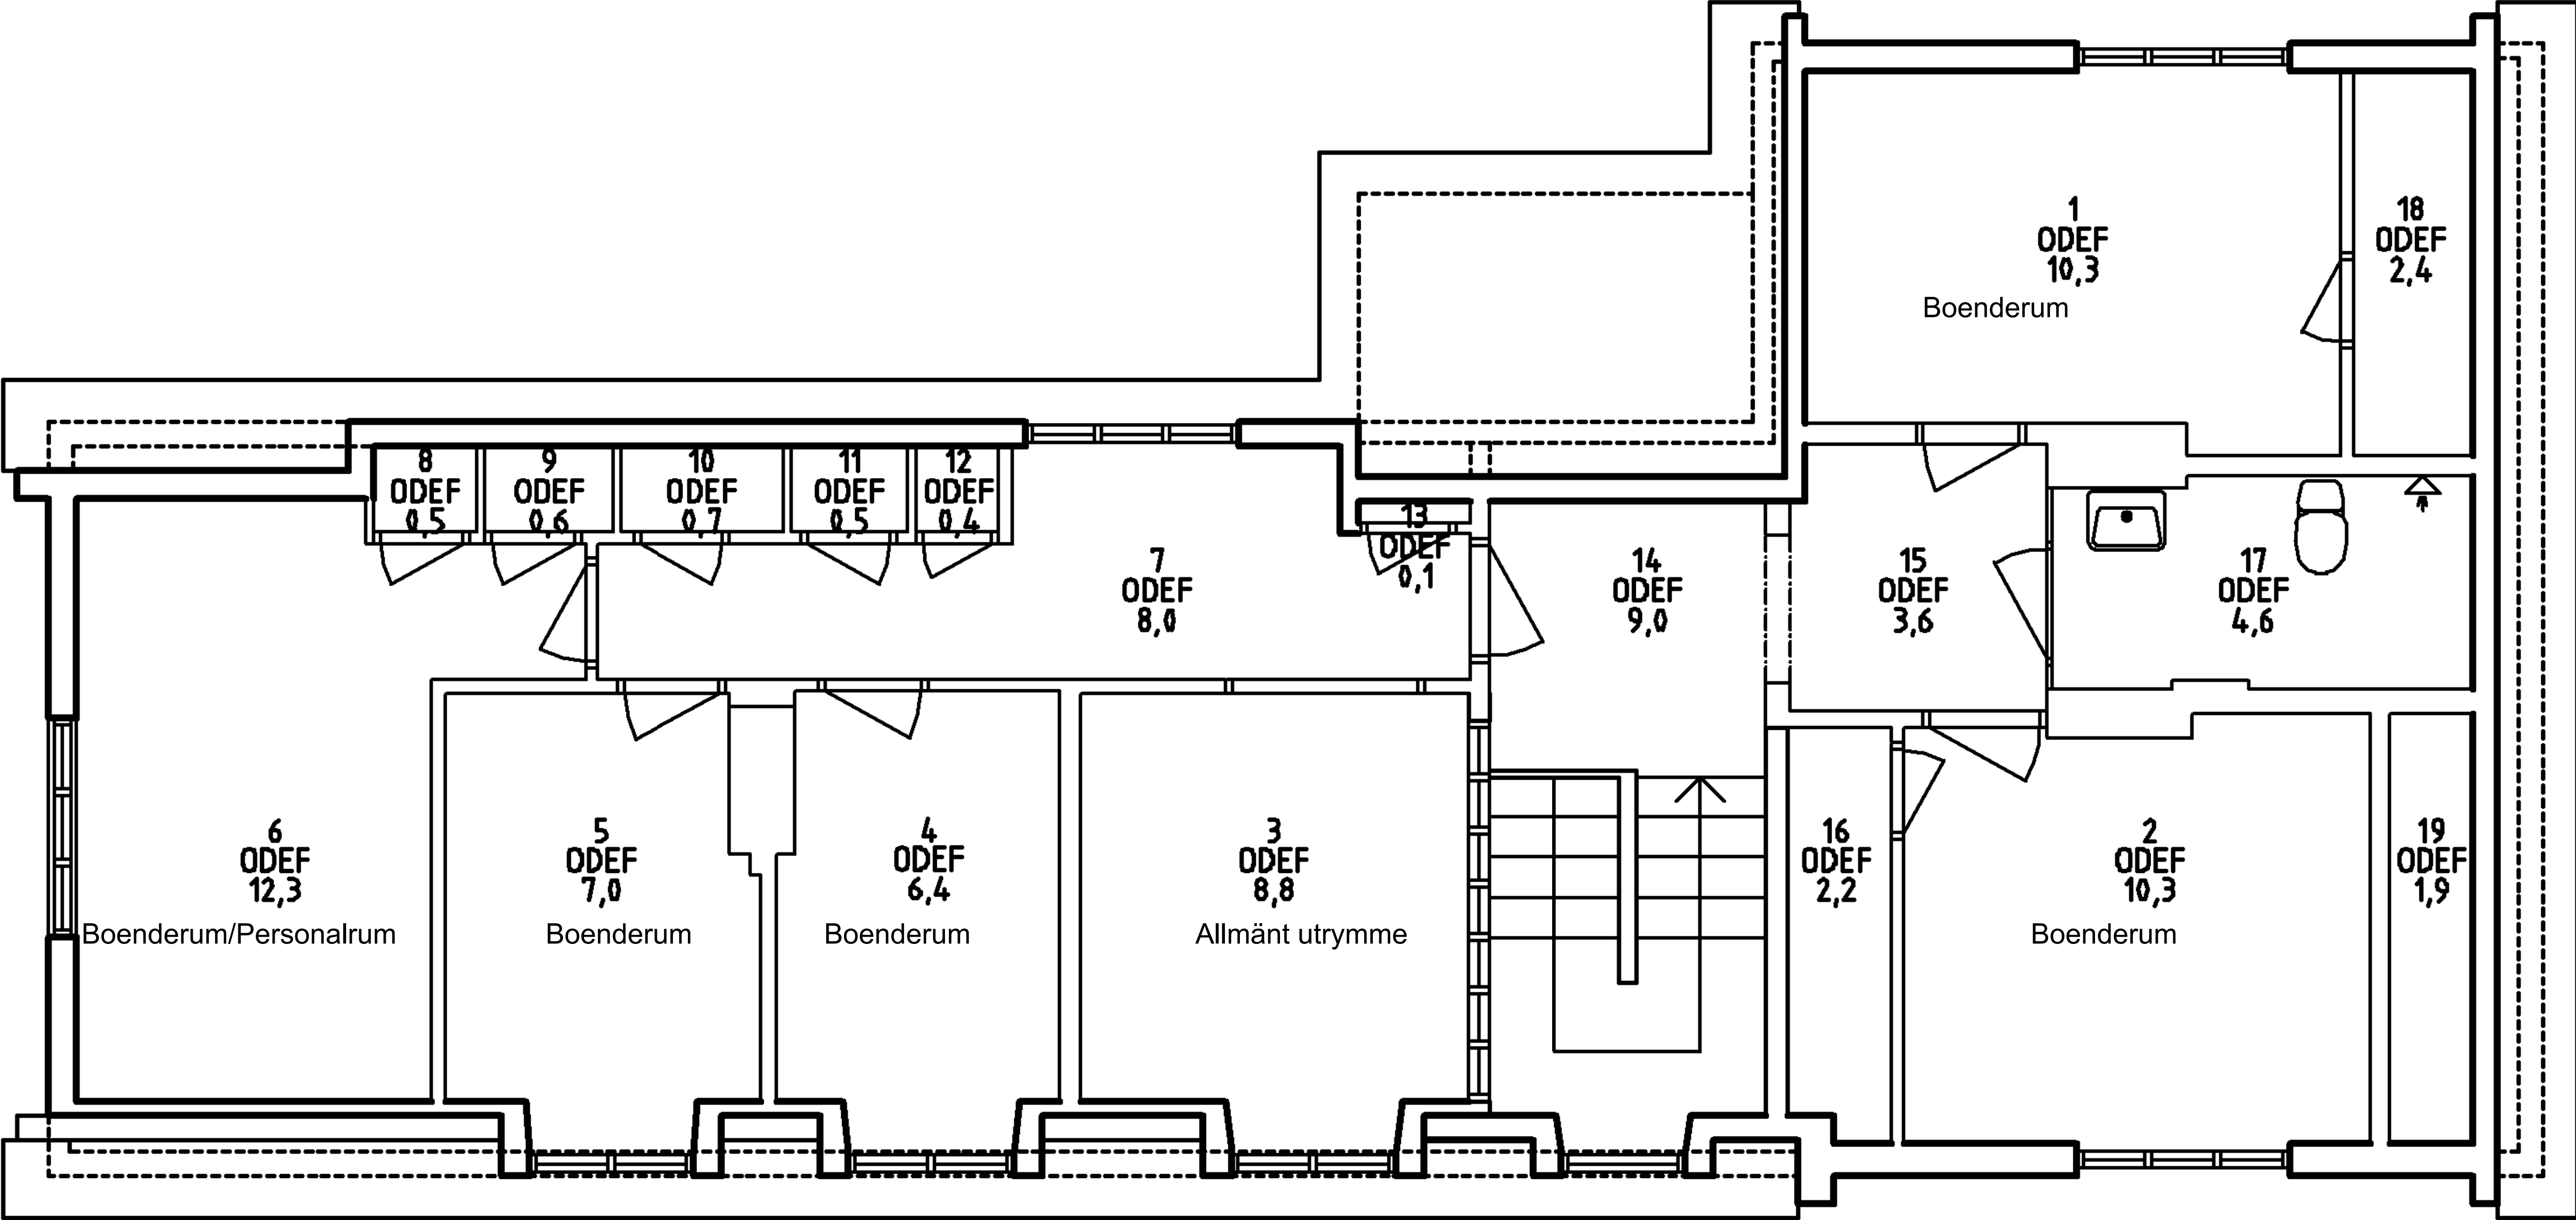 1
ODEF
10,3
Boenderum
18
ODEF
2,4
8
ODEF
0,5
9
ODEF
0,6
10
ODEF
0,7
11
ODEF
0,5
12
ODEF
0,4
13
ODEF
0,1
7
ODEF
8,0
14
ODEF
9,0
15
ODEF
3,6
17
ODEF
4,6
6
ODEF
12,3
Boenderum/Personalrum
5
ODEF
7,0
Boenderum
4
ODEF
6,4
Boenderum
3
ODEF
8,8
Allmänt utrymme
16
ODEF
2,2
2
ODEF
10,3
Boenderum
19
ODEF
1,9